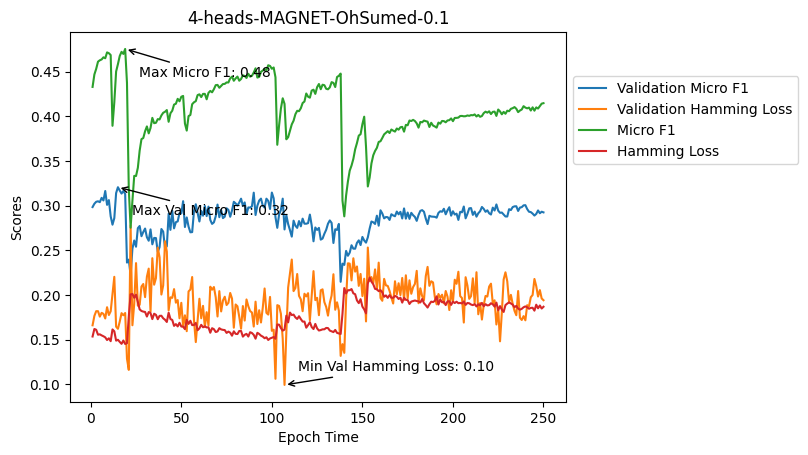 4-heads-MAGNET-OhSumed-0.1
Scores
0.45
0.40
0.35
0.30
0.25
0.20
0.15
0.10
Max Micro F1: 0.48
Max Val Micro F1: 0.32
Min Val Hamming Loss: 0.10
0 50 100 150 200 250
Epoch Time
Validation Micro F1
Validation Hamming Loss
Micro F1
Hamming Loss